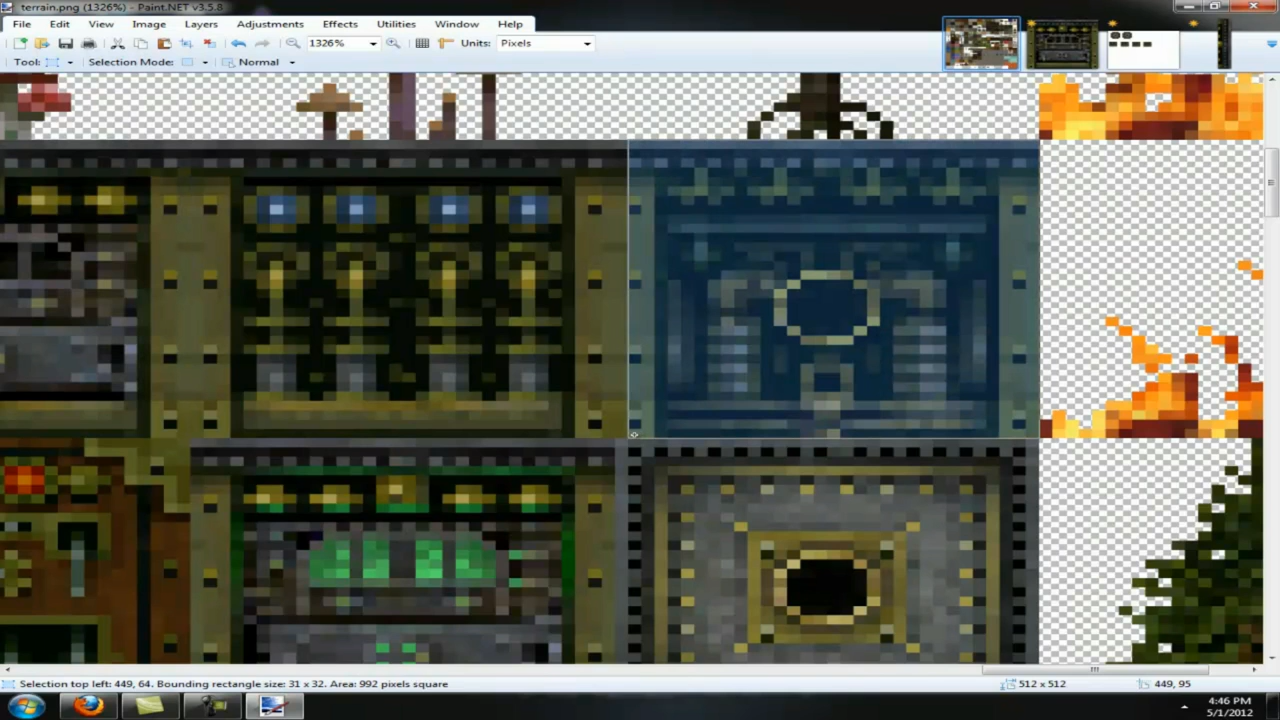 terrain.png (1326%) - Paint.NET v3.5.8
File Edit View Image Layers Adjustments Effects Utilities Window Help
1326% Units: Pixels
Tool: Selection Mode: Normal
Selection top left: 449, 64. Bounding rectangle size: 31 x 32. Area: 992 pixels square 512 x 512 449, 95
4:46 PM
5/1/2012